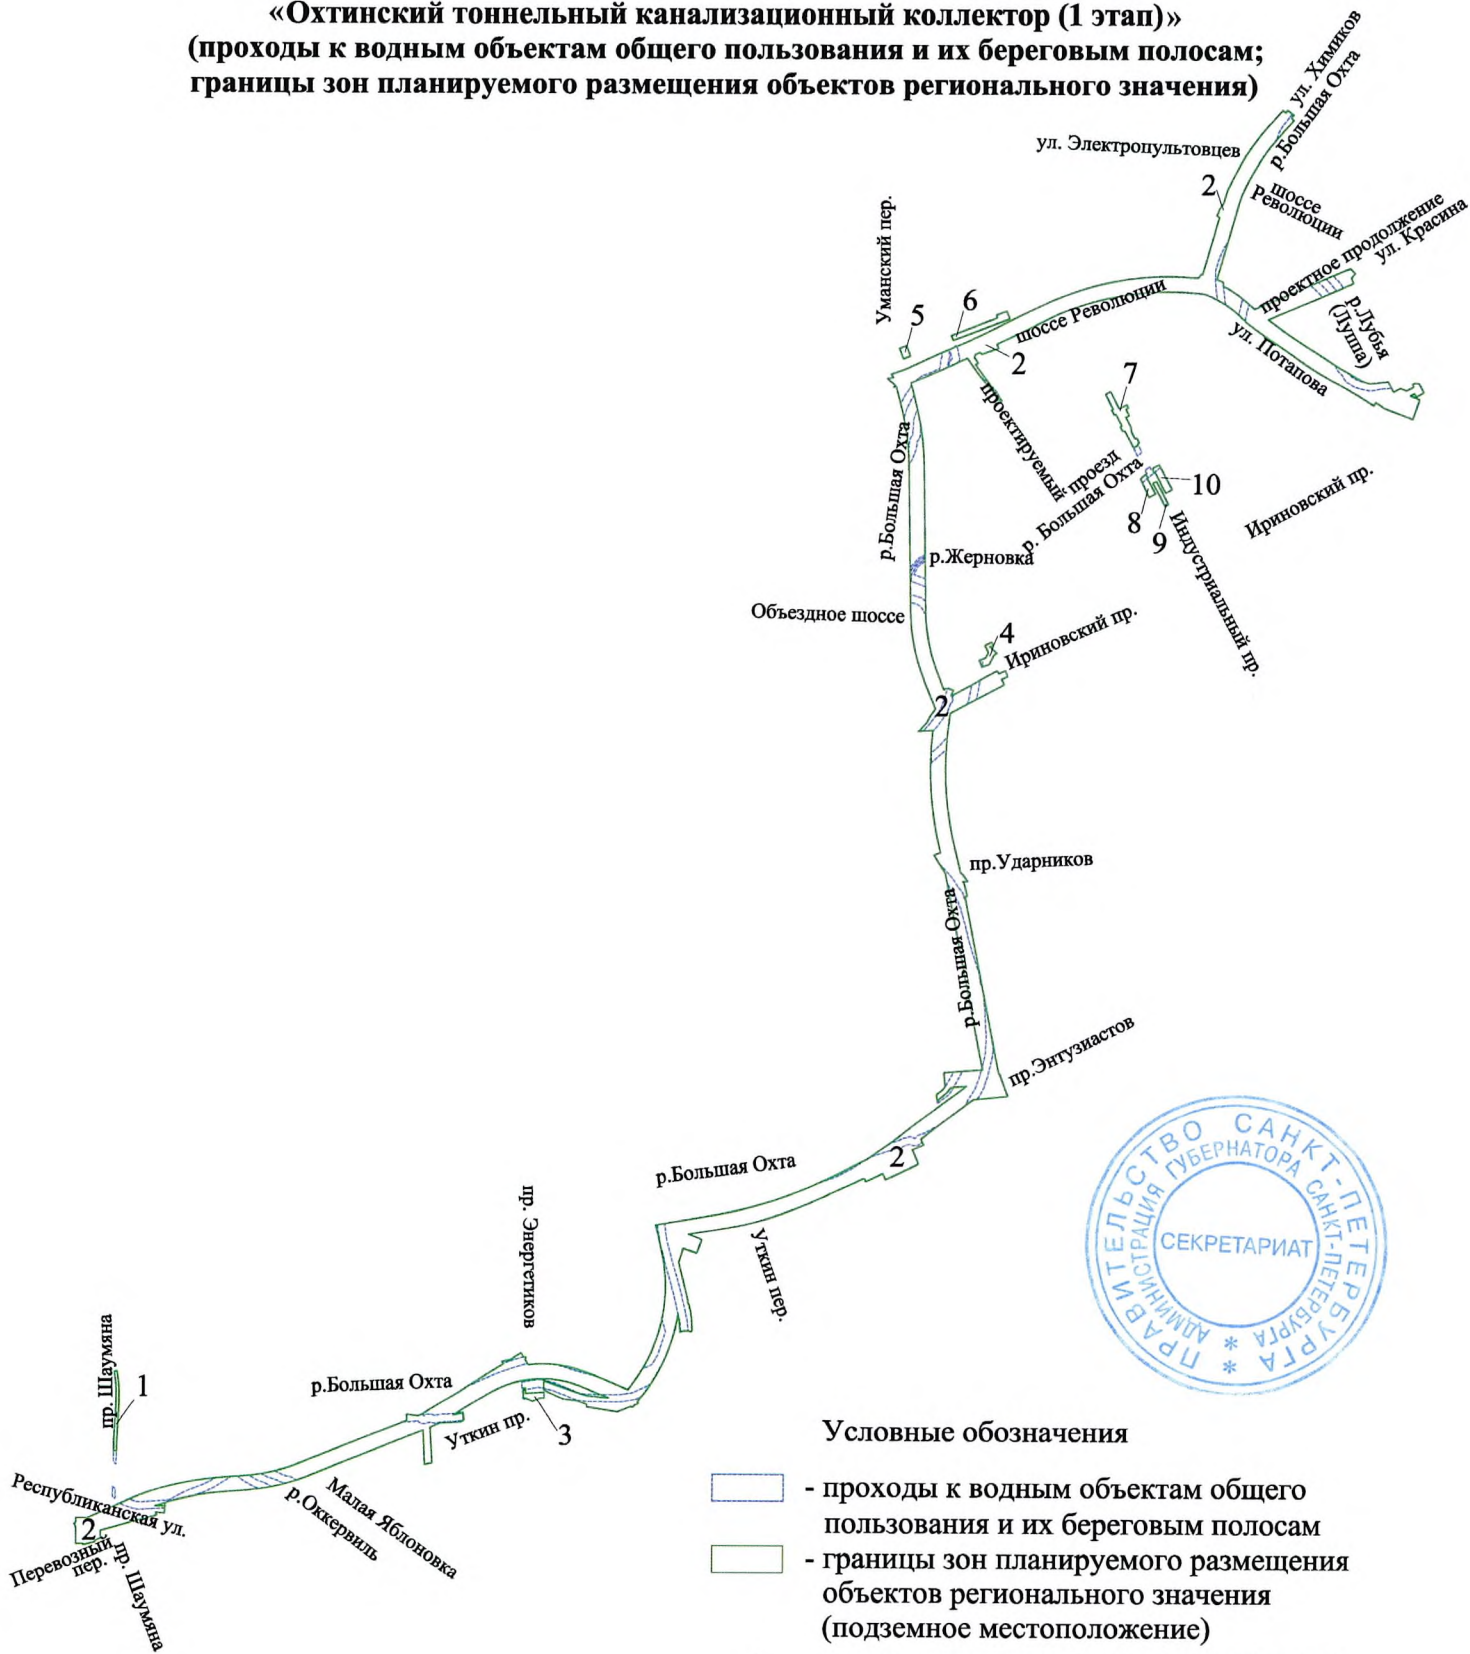 «Охтинский тоннельный канализационный коллектор (1 этап)»
(проходы к водным объектам общего пользования и их береговым полосам;
границы зон планируемого размещения объектов регионального значения)
ул. Химиков
р.Большая Охта
ул. Электропультовцев
2
шоссе
Революции
проектное продолжение
ул. Красина
Уманский пер.
5
6
шоссе Революции
2
р.Лубья
(Луппа)
ул. Потапова
7
проектируемый
проезд
р. Большая Охта
10
8
9
Ириновский пр.
Индустриальный пр.
р.Большая Охта
р.Жерновка
Объездное шоссе
4
Ириновский пр.
2
пр.Ударников
р.Большая Охта
пр.Энтузиастов
2
р.Большая Охта
Уткин пер.
пр. Энергетиков
р.Большая Охта
Уткин пр.
3
пр. Шаумяна
1
Республиканская ул.
2
Перевозный
пер.
пр. Шаумяна
Малая Яблоновка
р.Оккервиль
ПРАВИТЕЛЬСТВО САНКТ-ПЕТЕРБУРГА *
АДМИНИСТРАЦИЯ ГУБЕРНАТОРА САНКТ-ПЕТЕРБУРГА *
СЕКРЕТАРИАТ
Условные обозначения
- проходы к водным объектам общего
пользования и их береговым полосам
- границы зон планируемого размещения
объектов регионального значения
(подземное местоположение)